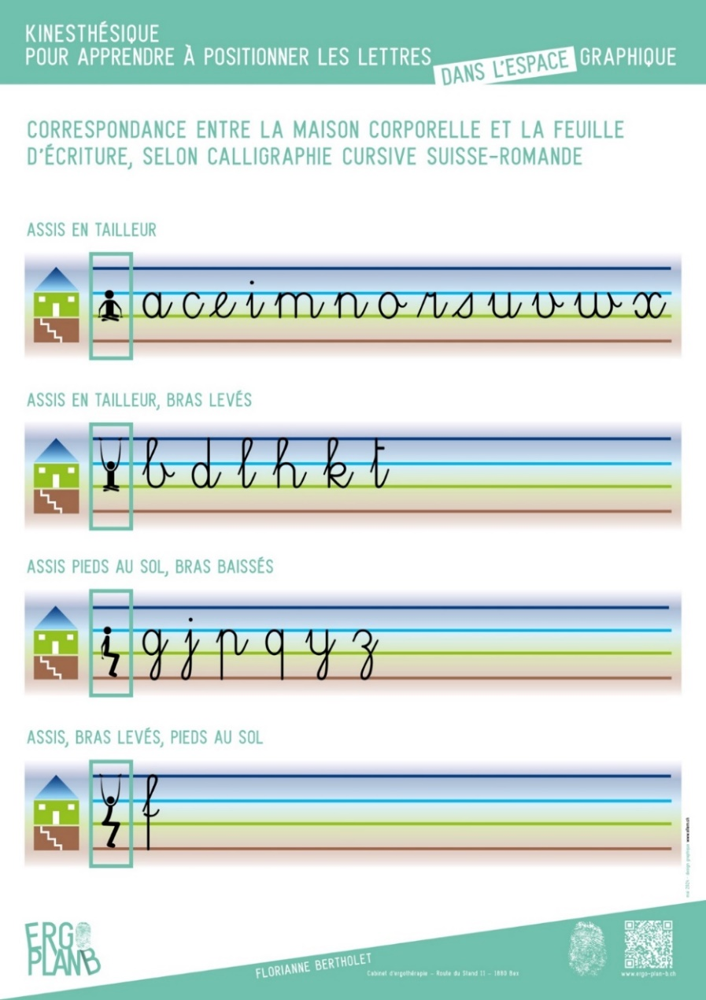 KINESTHÉSIQUE
POUR APPRENDRE À POSITIONNER LES LETTRES DANS L'ESPACE GRAPHIQUE
CORRESPONDANCE ENTRE LA MAISON CORPORELLE ET LA FEUILLE
D'ÉCRITURE, SELON CALLIGRAPHIE CURSIVE SUISSE-ROMANDE
ASSIS EN TAILLEUR
a c e i m n o r s u v w x
ASSIS EN TAILLEUR, BRAS LEVÉS
b d l h k t
ASSIS PIEDS AU SOL, BRAS BAISSÉS
g j p q y z
ASSIS, BRAS LEVÉS, PIEDS AU SOL
f
design graphique
ERGO
PLAN B
FLORIANNE BERTHOLET
Cabinet d'ergothérapie - Route du Stand 11 - 1880 Bex
www.ergo-plan-b.ch